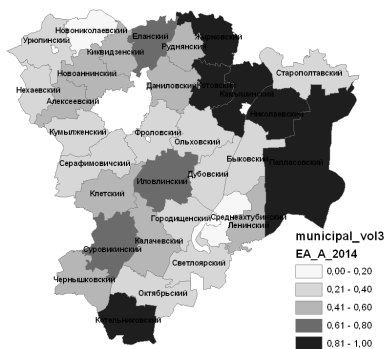 Новониколаевский
Урюпинский
Еланский
Жирновский
Руднянский
Киквидзенский
Новоаннинский
Старополтавский
Нехаевский
Алексеевский
Даниловский
Котовский
Камышинский
Николаевский
Кумылженский
Фроловский
Ольховский
Палласовский
Серафимовичский
Быковский
Иловлинский
Дубовский
Клетский
Городищенский
Среднеахтубинский
Ленинский
Суровикинский
Калачевский
Светлоярский
Чернышковский
Октябрьский
Котельниковский
municipal_vol3
EA_A_2014
0,00 - 0,20
0,21 - 0,40
0,41 - 0,60
0,61 - 0,80
0,81 - 1,00